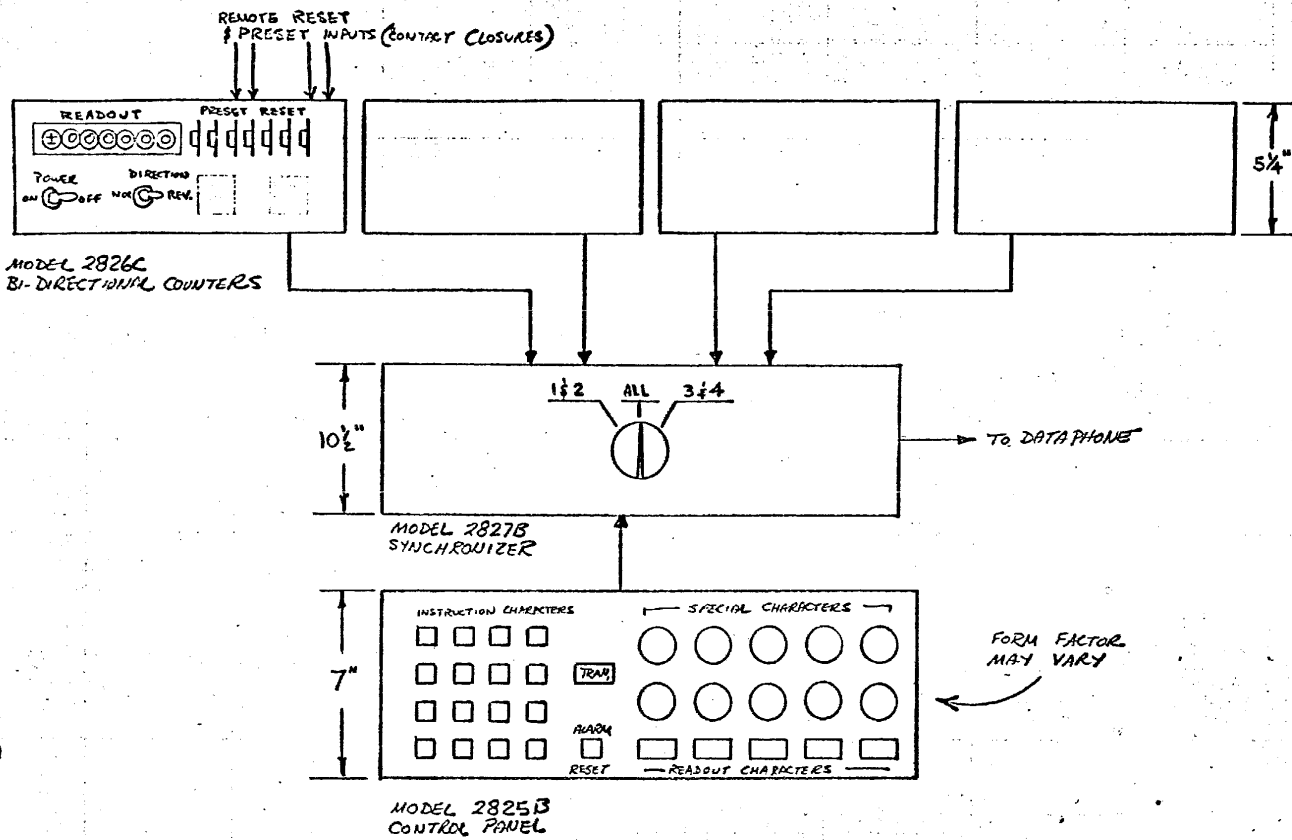 REMOTE RESET
& PRESET INPUTS (CONTACT CLOSURES)
READOUT
PRESET RESET
±
POWER
ON OFF
DIRECTION
NOR REV.
5¼"
MODEL 2826C
BI-DIRECTIONAL COUNTERS
1 & 2 ALL 3 & 4
10½"
TO DATAPHONE
MODEL 2827B
SYNCHRONIZER
INSTRUCTION CHARACTERS
SPECIAL CHARACTERS
7"
TRAN.
ALARM
RESET
READOUT CHARACTERS
FORM FACTOR
MAY VARY
MODEL 2825B
CONTROL PANEL